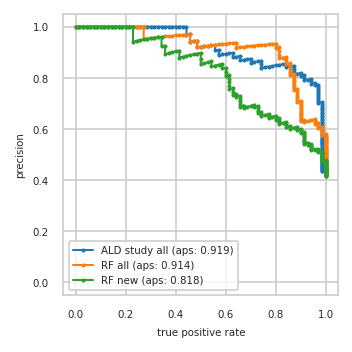 1.0
0.8
0.6
0.4
0.2
0.0
precision
ALD study all (aps: 0.919)
RF all (aps: 0.914)
RF new (aps: 0.818)
0.0 0.2 0.4 0.6 0.8 1.0
true positive rate